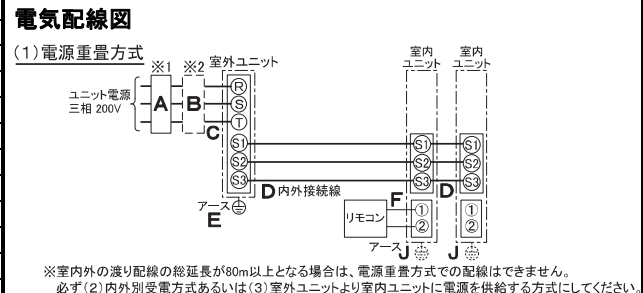 電気配線図
(1)電源重畳方式
※1 ※2 室外ユニット 室内ユニット 室内ユニット
ユニット電源
三相 200V
A B C
R
S
T
S1 S1 S1
S2 S2 S2
S3 S3 S3
D 内外接続線 D
アース
E
F
リモコン
① ①
② ②
アース J J
※室内外の渡り配線の総延長が80m以上となる場合は、電源重畳方式での配線はできません。
必ず(2)内外別受電方式あるいは(3)室外ユニットより室内ユニットに電源を供給する方式にしてください。